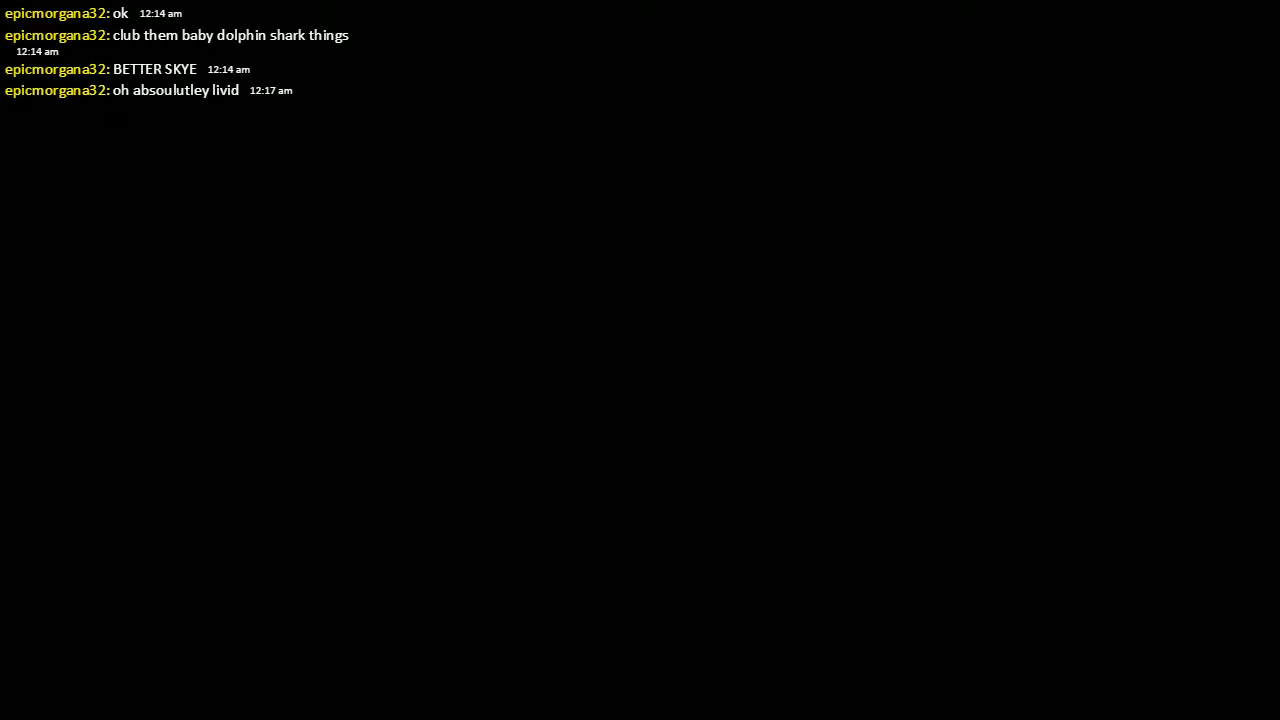 epicmorgana32: ok 12:14 am
epicmorgana32: club them baby dolphin shark things
12:14 am
epicmorgana32: BETTER SKYE 12:14 am
epicmorgana32: oh absoulutley livid 12:17 am